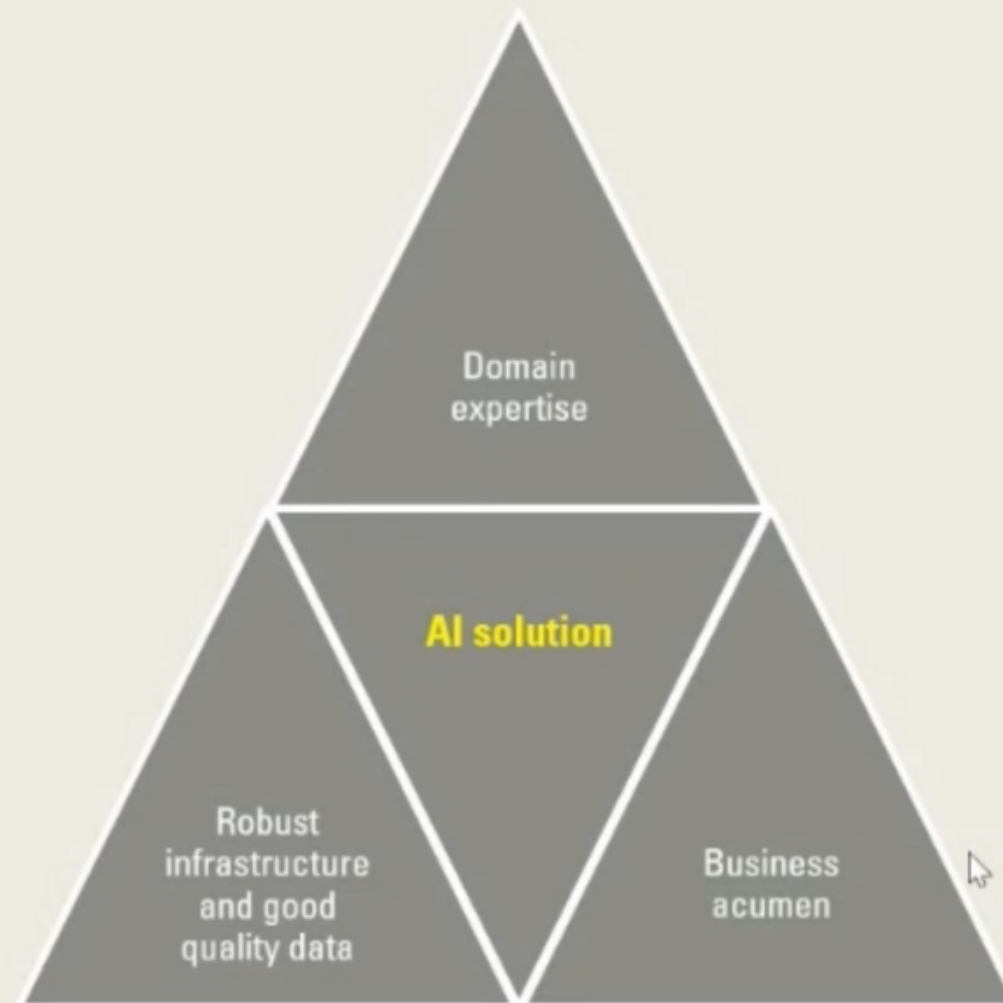 Domain
expertise
AI solution
Robust
infrastructure
and good
quality data
Business
acumen